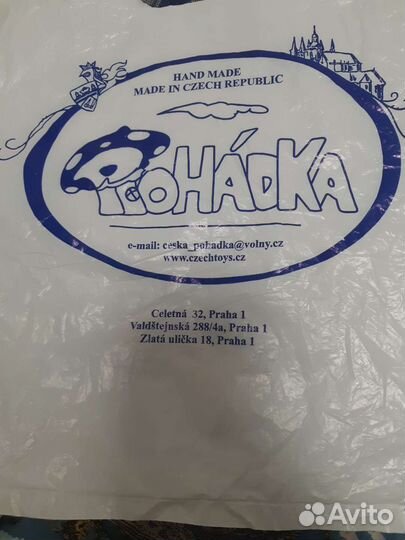 HAND MADE
MADE IN CZECH REPUBLIC
POHÁDKA
e-mail: ceska_pohadka@volny.cz
www.czechtoys.cz
Celetná 32, Praha 1
Valdštejnská 288/4a, Praha 1
Zlatá ulička 18, Praha 1
Avito